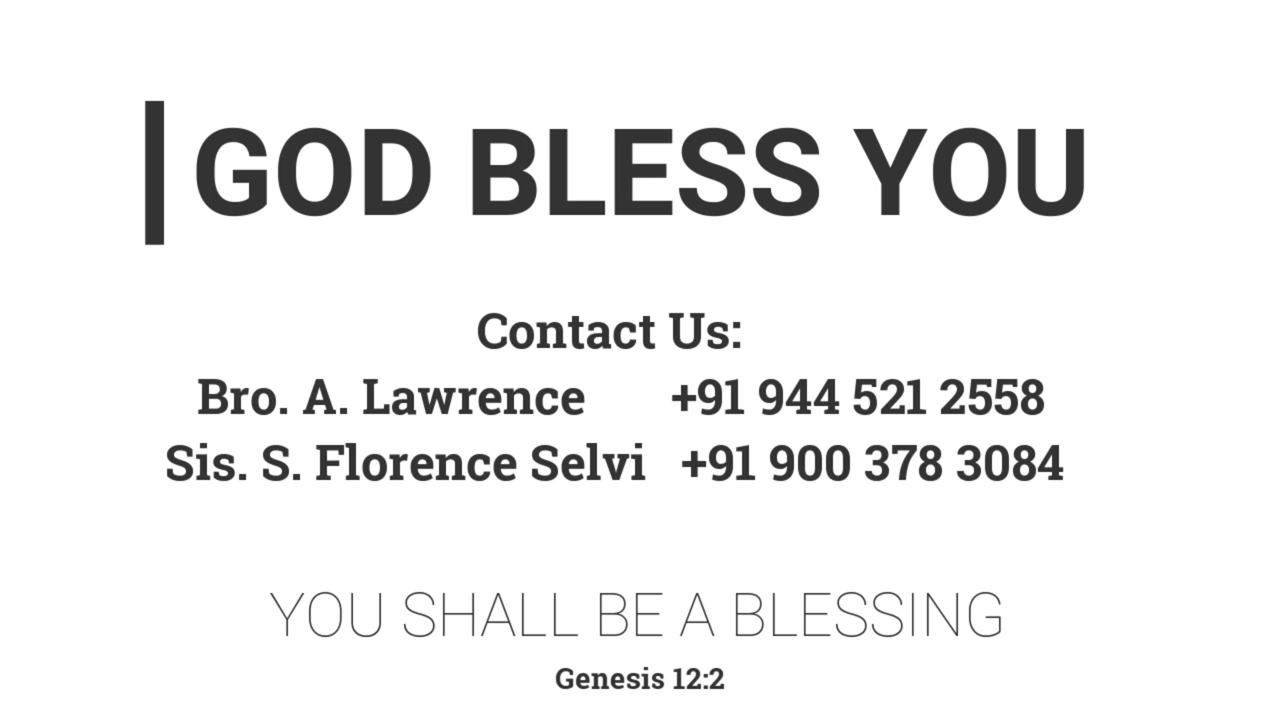 GOD BLESS YOU
Contact Us:
Bro. A. Lawrence +91 944 521 2558
Sis. S. Florence Selvi +91 900 378 3084
YOU SHALL BE A BLESSING
Genesis 12:2